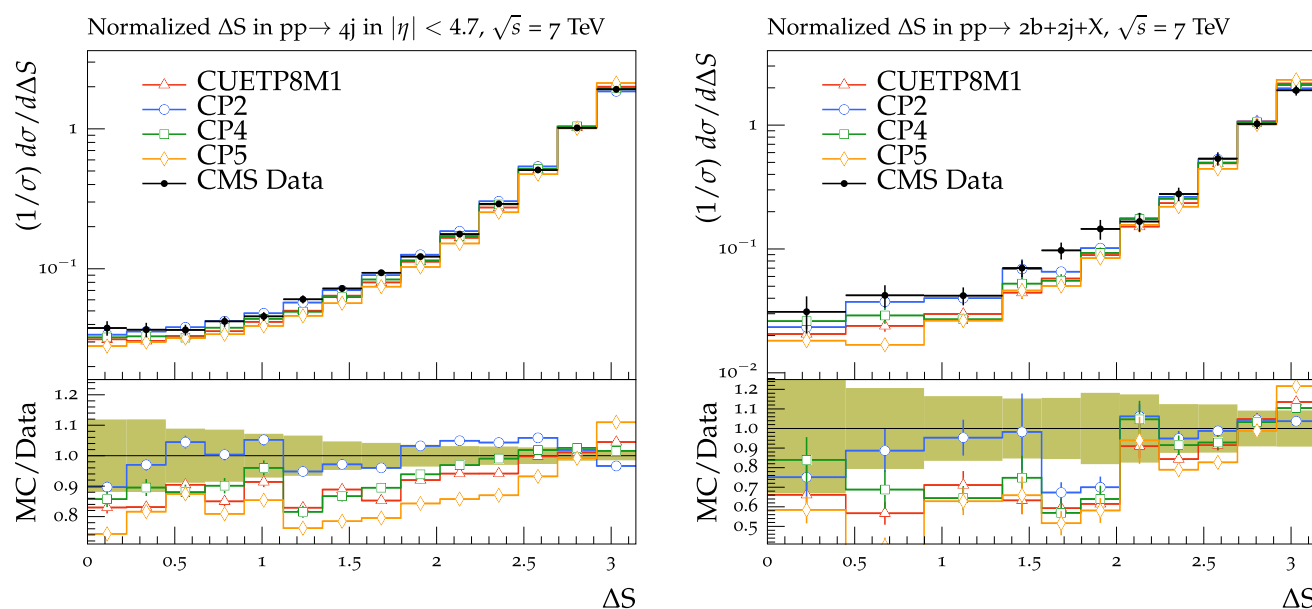 Normalized ΔS in pp→ 4j in |η| < 4.7, √s = 7 TeV
(1/σ) dσ/dΔS
CUETP8M1
CP2
CP4
CP5
CMS Data
1
10⁻¹
MC/Data
1.2
1.1
1.0
0.9
0.8
0 0.5 1 1.5 2 2.5 3
ΔS
Normalized ΔS in pp→ 2b+2j+X, √s = 7 TeV
(1/σ) dσ/dΔS
CUETP8M1
CP2
CP4
CP5
CMS Data
1
10⁻¹
10⁻²
MC/Data
1.2
1.1
1.0
0.9
0.8
0.7
0.6
0.5
0 0.5 1 1.5 2 2.5 3
ΔS